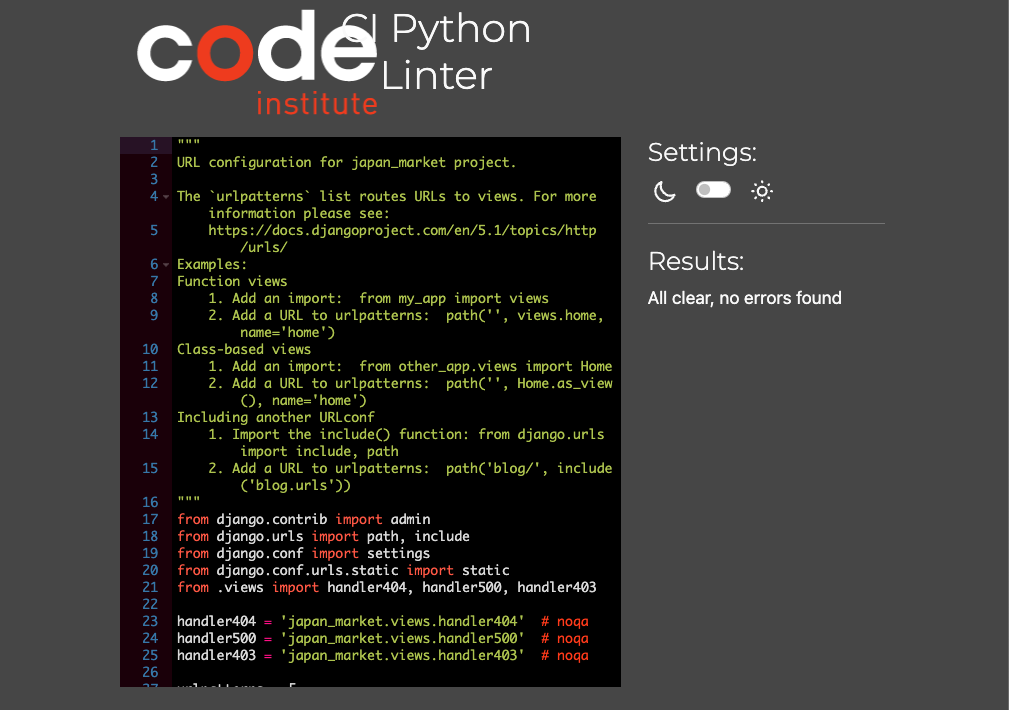 code
institute
CI Python
Linter
1 """
2 URL configuration for japan_market project.
3
4 The `urlpatterns` list routes URLs to views. For more
information please see:
5 https://docs.djangoproject.com/en/5.1/topics/http
/urls/
6 Examples:
7 Function views
8 1. Add an import:  from my_app import views
9 2. Add a URL to urlpatterns:  path('', views.home,
name='home')
10 Class-based views
11 1. Add an import:  from other_app.views import Home
12 2. Add a URL to urlpatterns:  path('', Home.as_view
(), name='home')
13 Including another URLconf
14 1. Import the include() function: from django.urls
import include, path
15 2. Add a URL to urlpatterns:  path('blog/', include
('blog.urls'))
16 """
17 from django.contrib import admin
18 from django.urls import path, include
19 from django.conf import settings
20 from django.conf.urls.static import static
21 from .views import handler404, handler500, handler403
22
23 handler404 = 'japan_market.views.handler404'  # noqa
24 handler500 = 'japan_market.views.handler500'  # noqa
25 handler403 = 'japan_market.views.handler403'  # noqa
26
27 urlpatterns = [
Settings:
Results:
All clear, no errors found